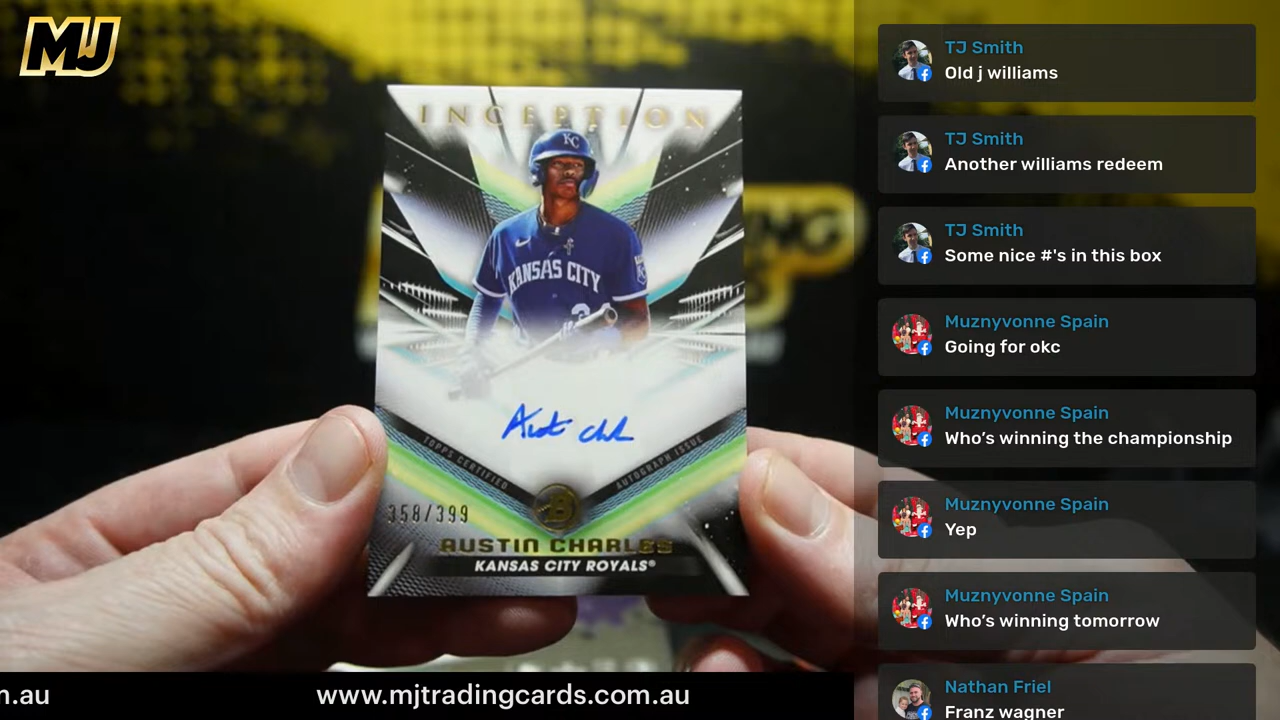 MJ
INCEPTION
KC
KANSAS CITY
Aust Chl
TOPPS CERTIFIED
AUTOGRAPH ISSUE
358/399
B
AUSTIN CHARLES
KANSAS CITY ROYALS®
n.au
www.mjtradingcards.com.au
TJ Smith
Old j williams
TJ Smith
Another williams redeem
TJ Smith
Some nice #'s in this box
Muznyvonne Spain
Going for okc
Muznyvonne Spain
Who’s winning the championship
Muznyvonne Spain
Yep
Muznyvonne Spain
Who’s winning tomorrow
Nathan Friel
Franz wagner